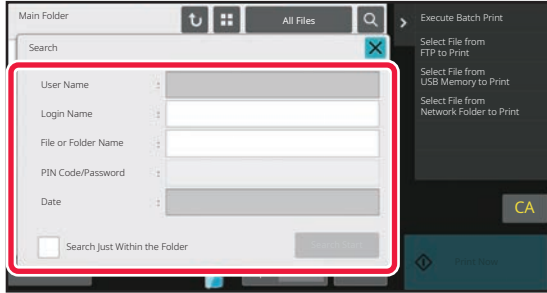 Main Folder
All Files
Search
User Name :
Login Name :
File or Folder Name :
PIN Code/Password :
Date :
Search Just Within the Folder
Search Start
Execute Batch Print
Select File from
FTP to Print
Select File from
USB Memory to Print
Select File from
Network Folder to Print
CA
Print Now